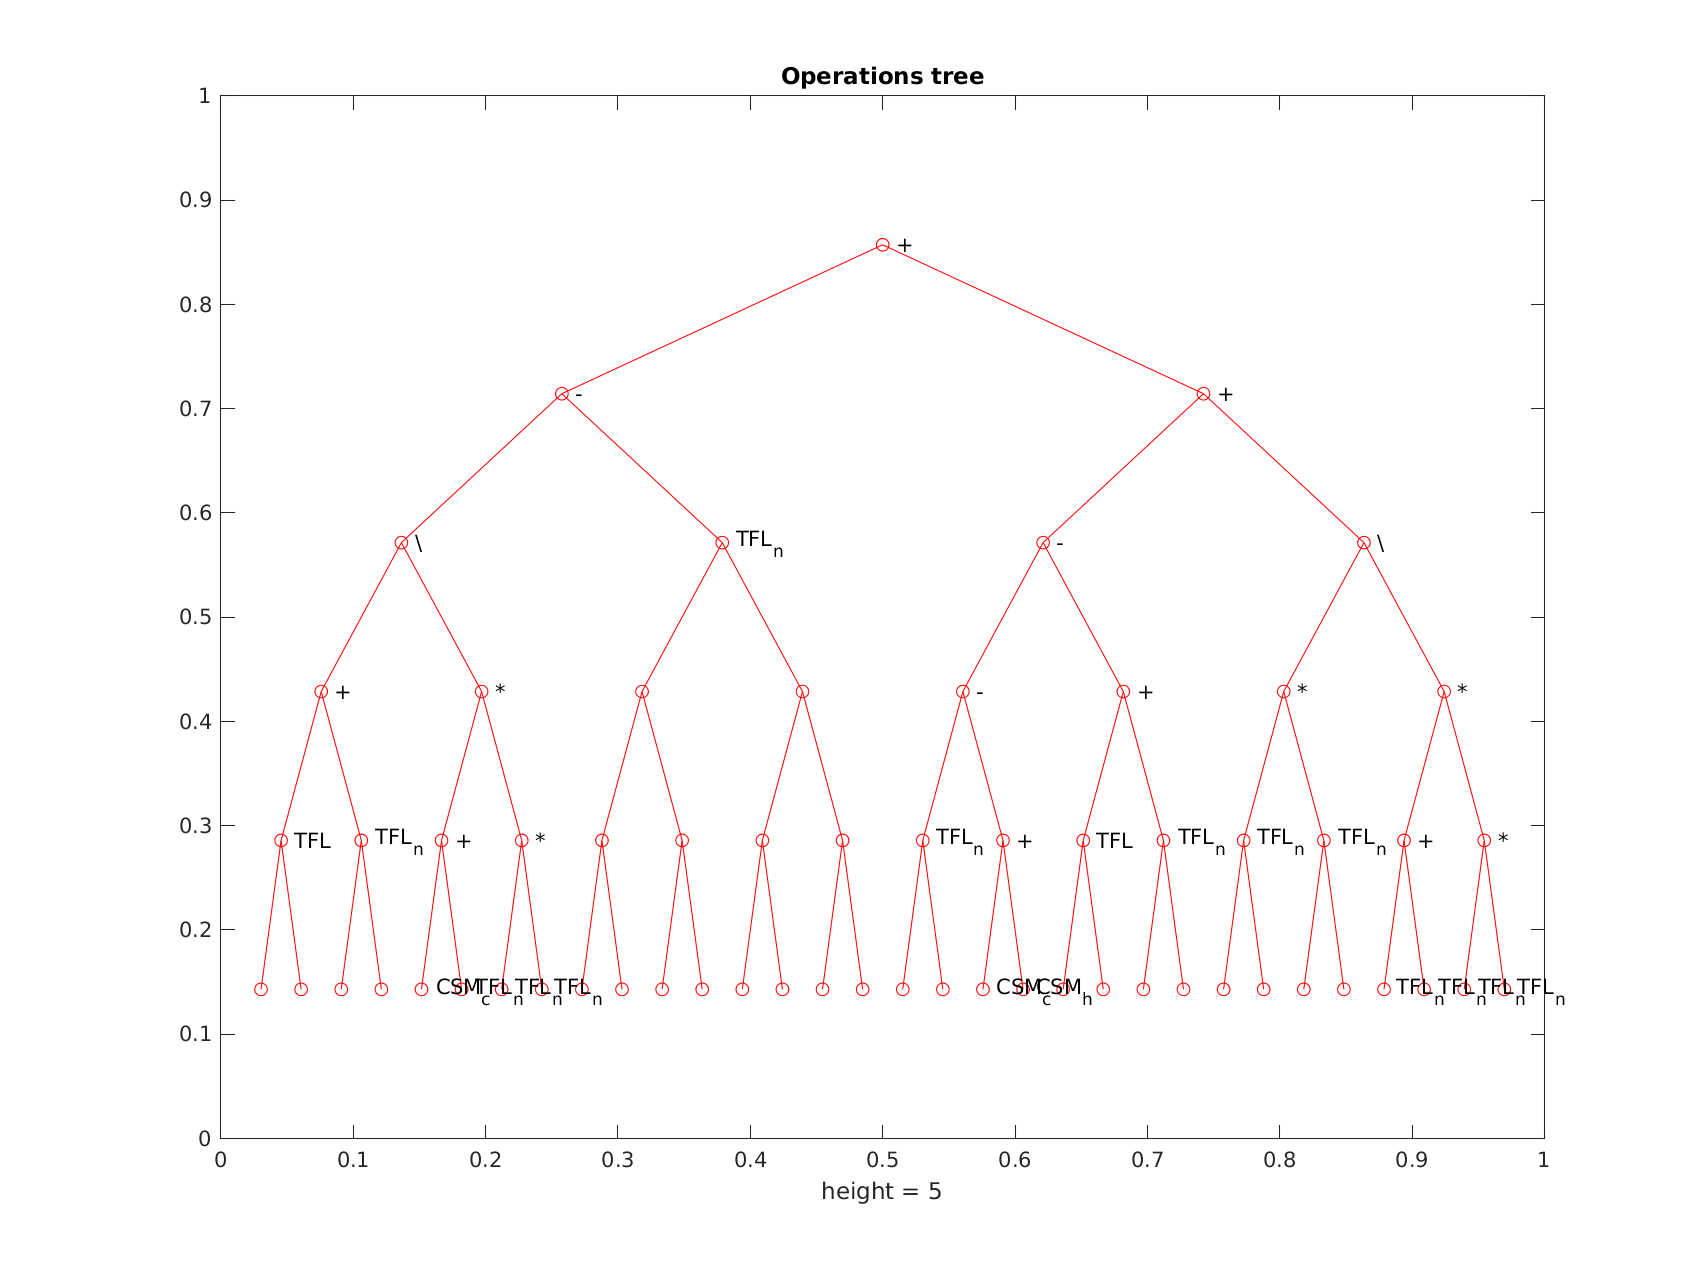 Operations tree
1
+
0.9
0.8
- +
0.7
\ TFLn - \
0.6
0.5
+ * - + * *
0.4
TFL TFLn + * TFLn + TFL TFLn TFLn TFLn + *
0.3
0.2
CSMc TFLn TFLn TFLn CSMc CSMh TFLn TFLn TFLn TFLn
0.1
0
0 0.1 0.2 0.3 0.4 0.5 0.6 0.7 0.8 0.9 1
height = 5